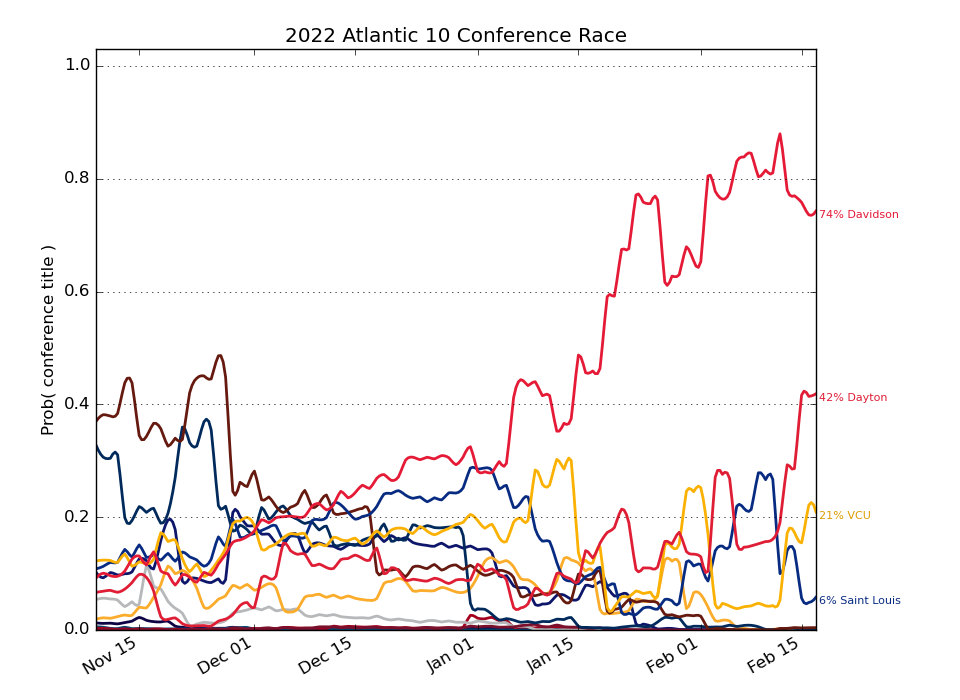 2022 Atlantic 10 Conference Race
Prob( conference title )
1.0
0.8
0.6
0.4
0.2
0.0
74% Davidson
42% Dayton
21% VCU
6% Saint Louis
Nov 15
Dec 01
Dec 15
Jan 01
Jan 15
Feb 01
Feb 15